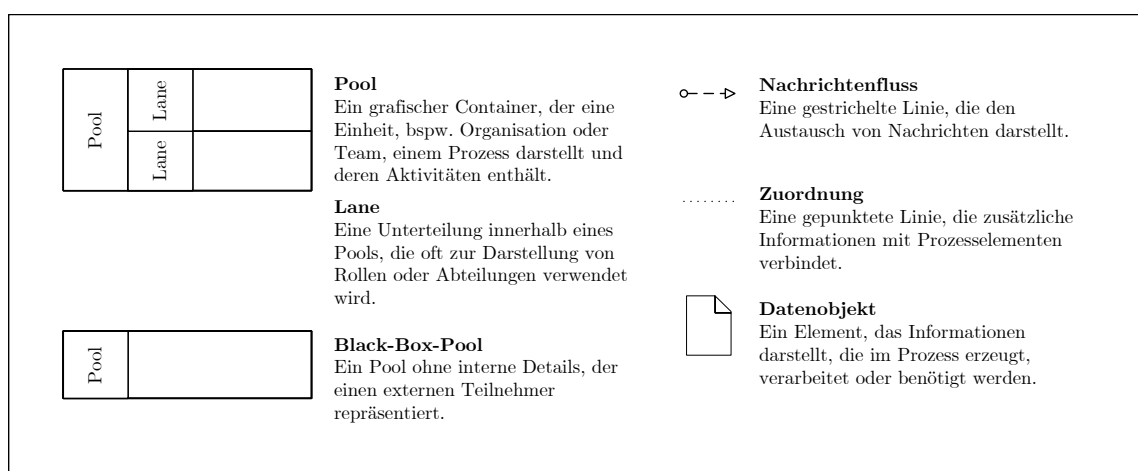 Pool
Lane
Lane
Pool
Ein grafischer Container, der eine
Einheit, bspw. Organisation oder
Team, einem Prozess darstellt und
deren Aktivitäten enthält.
Lane
Eine Unterteilung innerhalb eines
Pools, die oft zur Darstellung von
Rollen oder Abteilungen verwendet
wird.
Pool
Black-Box-Pool
Ein Pool ohne interne Details, der
einen externen Teilnehmer
repräsentiert.
Nachrichtenfluss
Eine gestrichelte Linie, die den
Austausch von Nachrichten darstellt.
Zuordnung
Eine gepunktete Linie, die zusätzliche
Informationen mit Prozesselementen
verbindet.
Datenobjekt
Ein Element, das Informationen
darstellt, die im Prozess erzeugt,
verarbeitet oder benötigt werden.